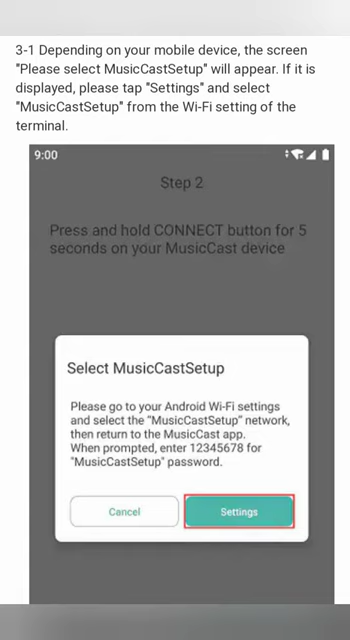 3-1 Depending on your mobile device, the screen
"Please select MusicCastSetup" will appear. If it is
displayed, please tap "Settings" and select
"MusicCastSetup" from the Wi-Fi setting of the
terminal.
9:00
Step 2
Press and hold CONNECT button for 5
seconds on your MusicCast device
Select MusicCastSetup
Please go to your Android Wi-Fi settings
and select the "MusicCastSetup" network,
then return to the MusicCast app.
When prompted, enter 12345678 for
"MusicCastSetup" password.
Cancel
Settings